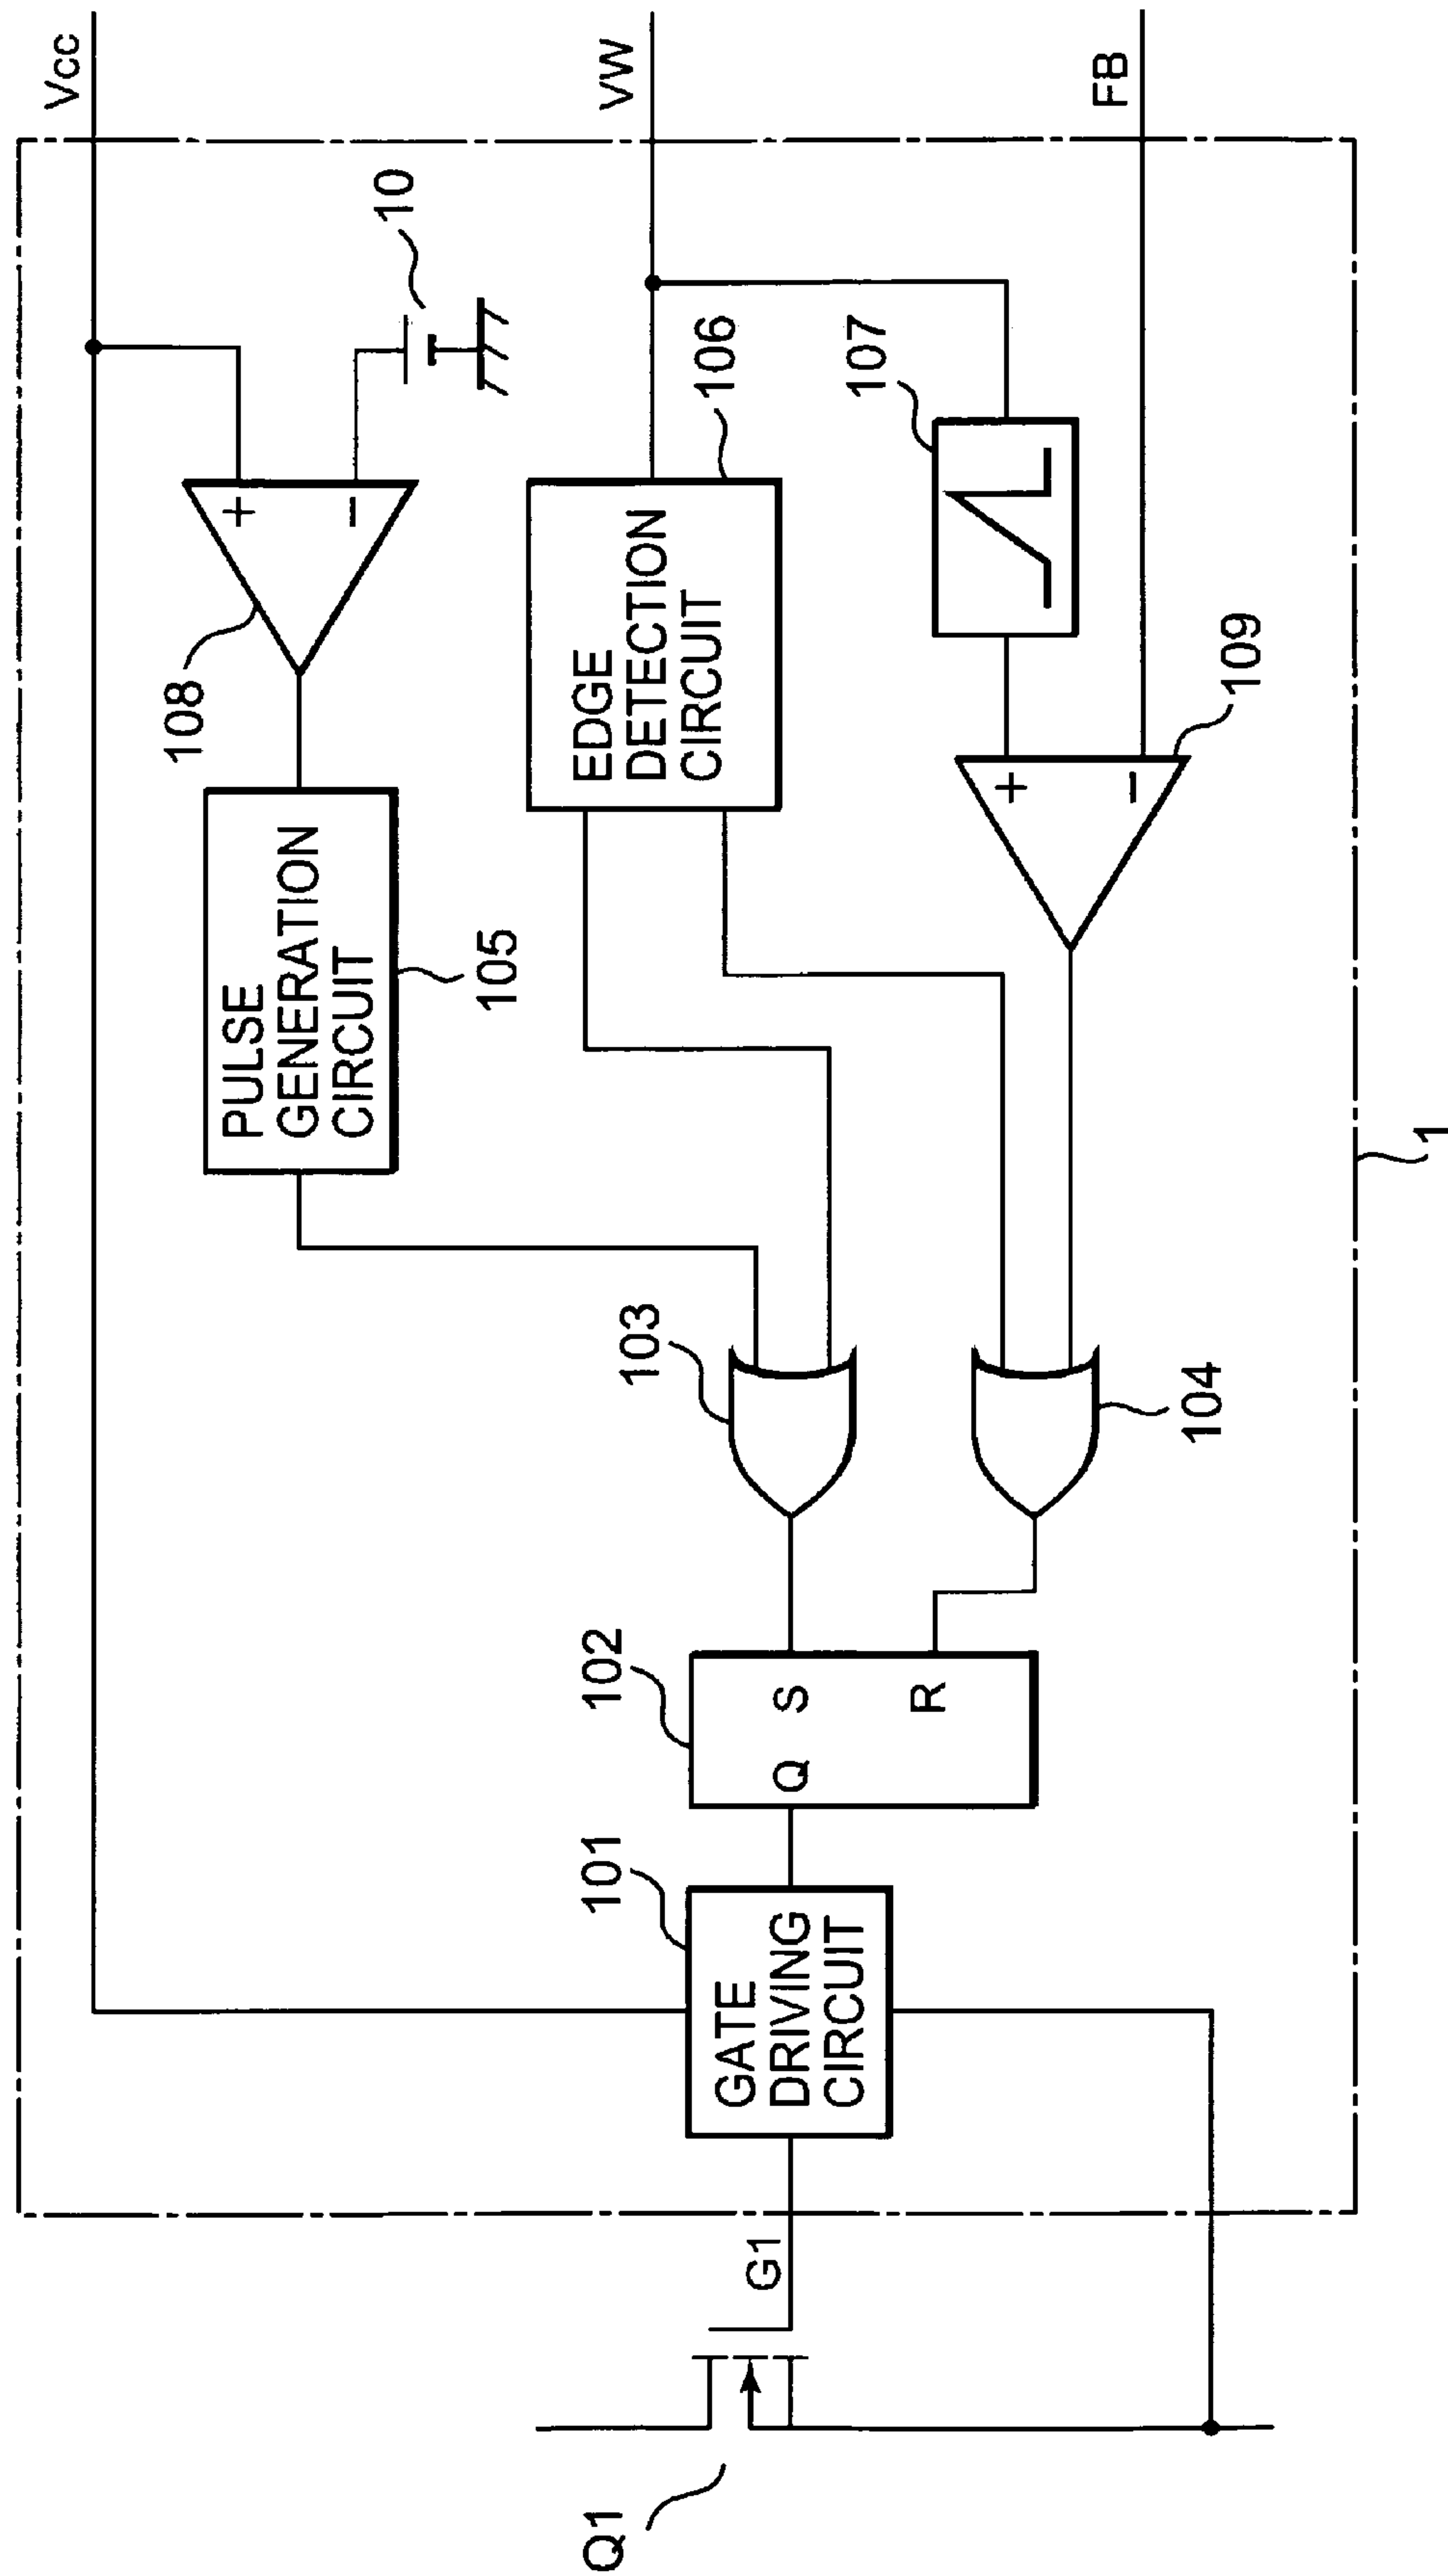 Vcc
VW
FB
10
108
PULSE
GENERATION
CIRCUIT
105
+
−
EDGE
DETECTION
CIRCUIT
106
107
+
−
109
103
104
102
Q
S
R
101
GATE
DRIVING
CIRCUIT
G1
Q1
1